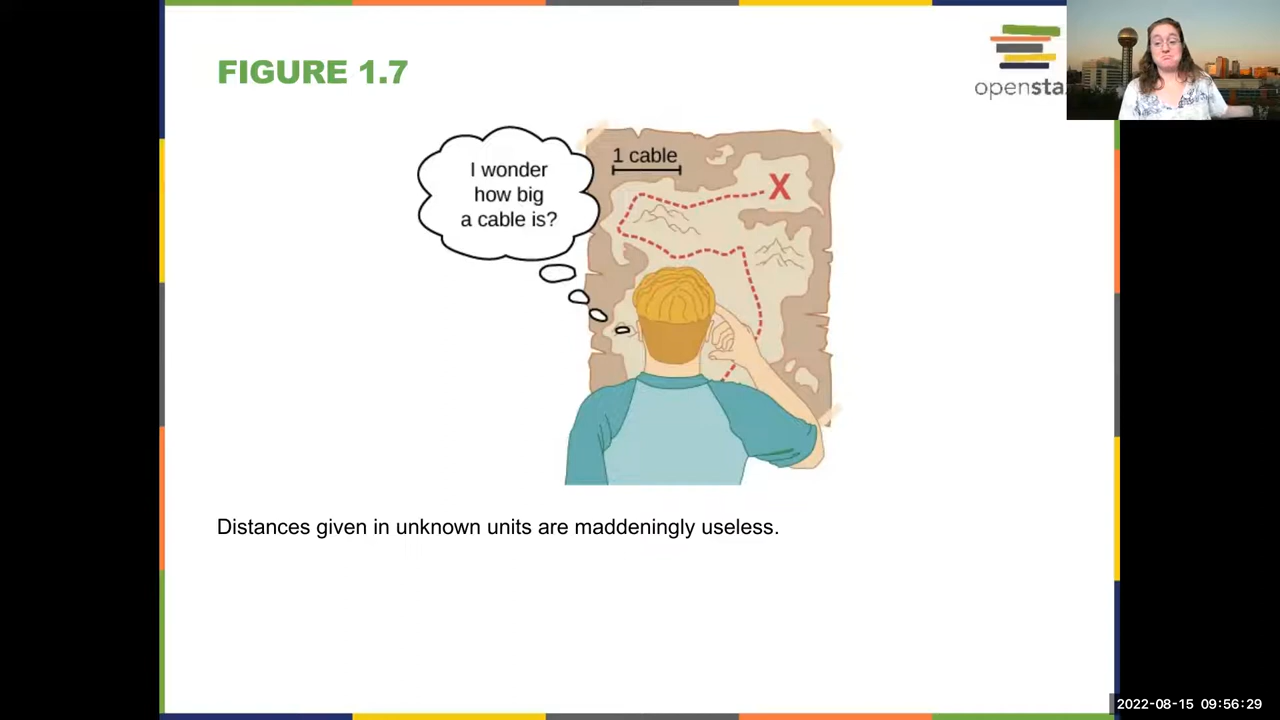 FIGURE 1.7
opensta
I wonder
how big
a cable is?
1 cable
X
Distances given in unknown units are maddeningly useless.
2022-08-15 09:56:29